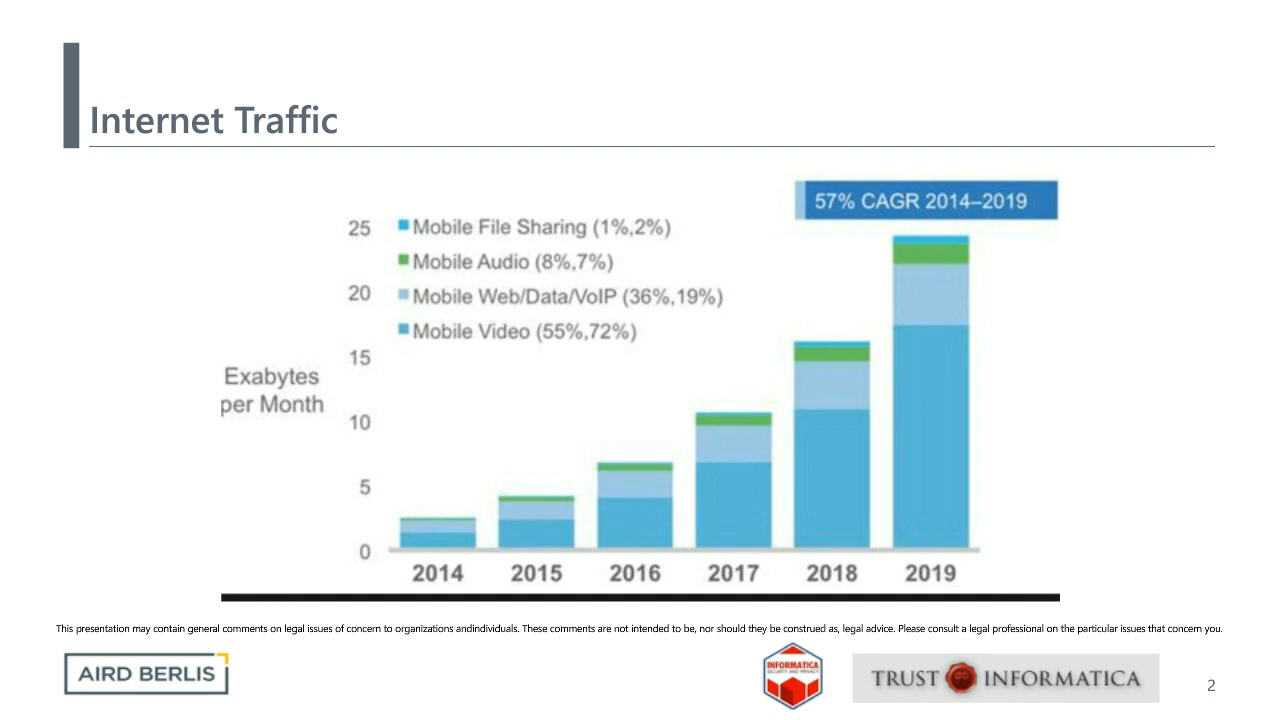 Internet Traffic
57% CAGR 2014–2019
25
Mobile File Sharing (1%,2%)
Mobile Audio (8%,7%)
20
Mobile Web/Data/VoIP (36%,19%)
Mobile Video (55%,72%)
15
Exabytes
per Month
10
5
0
2014 2015 2016 2017 2018 2019
This presentation may contain general comments on legal issues of concern to organizations andindividuals. These comments are not intended to be, nor should they be construed as, legal advice. Please consult a legal professional on the particular issues that concern you.
AIRD BERLIS
INFORMATICA
SECURITY AND PRIVACY
TRUST INFORMATICA
2